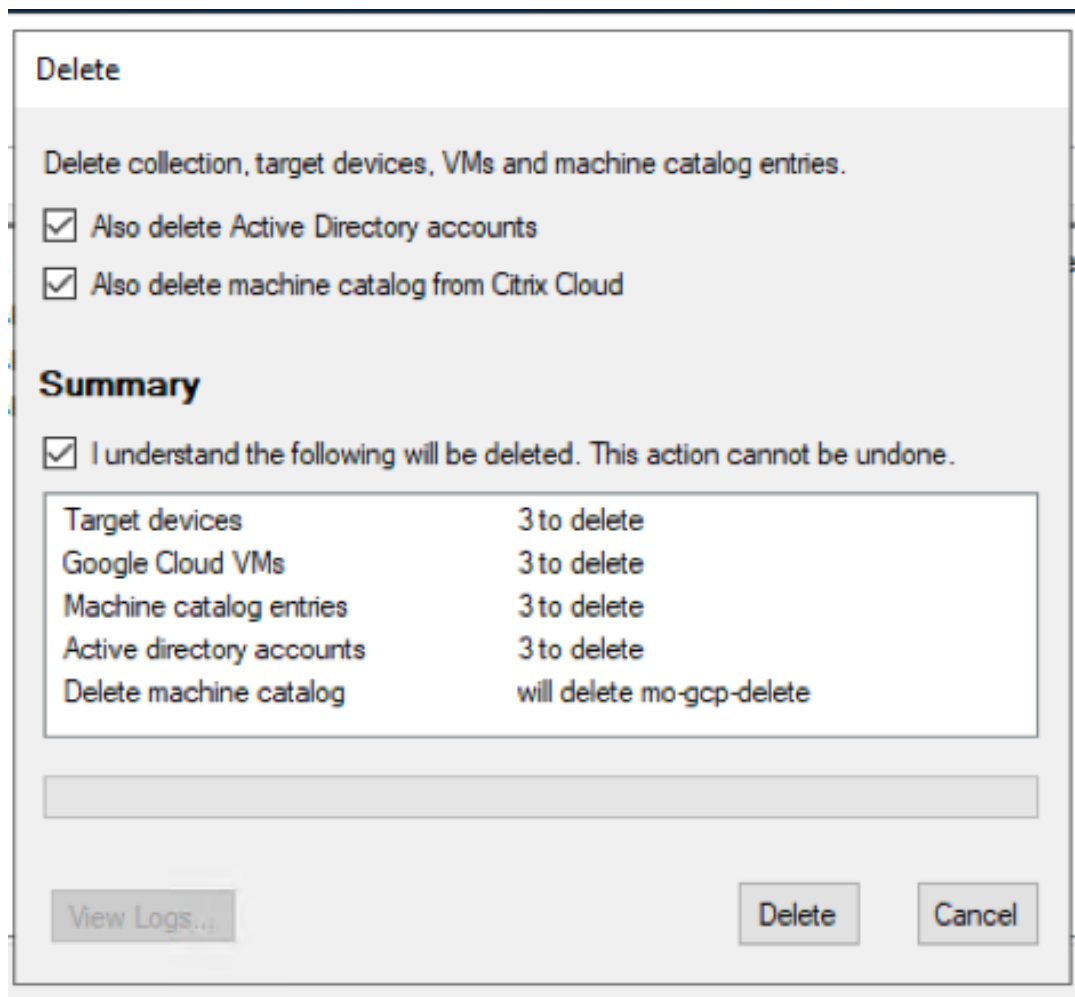 Delete
Delete collection, target devices, VMs and machine catalog entries.
Also delete Active Directory accounts
Also delete machine catalog from Citrix Cloud
Summary
I understand the following will be deleted. This action cannot be undone.
Target devices 3 to delete
Google Cloud VMs 3 to delete
Machine catalog entries 3 to delete
Active directory accounts 3 to delete
Delete machine catalog will delete mo-gcp-delete
View Logs...
Delete Cancel